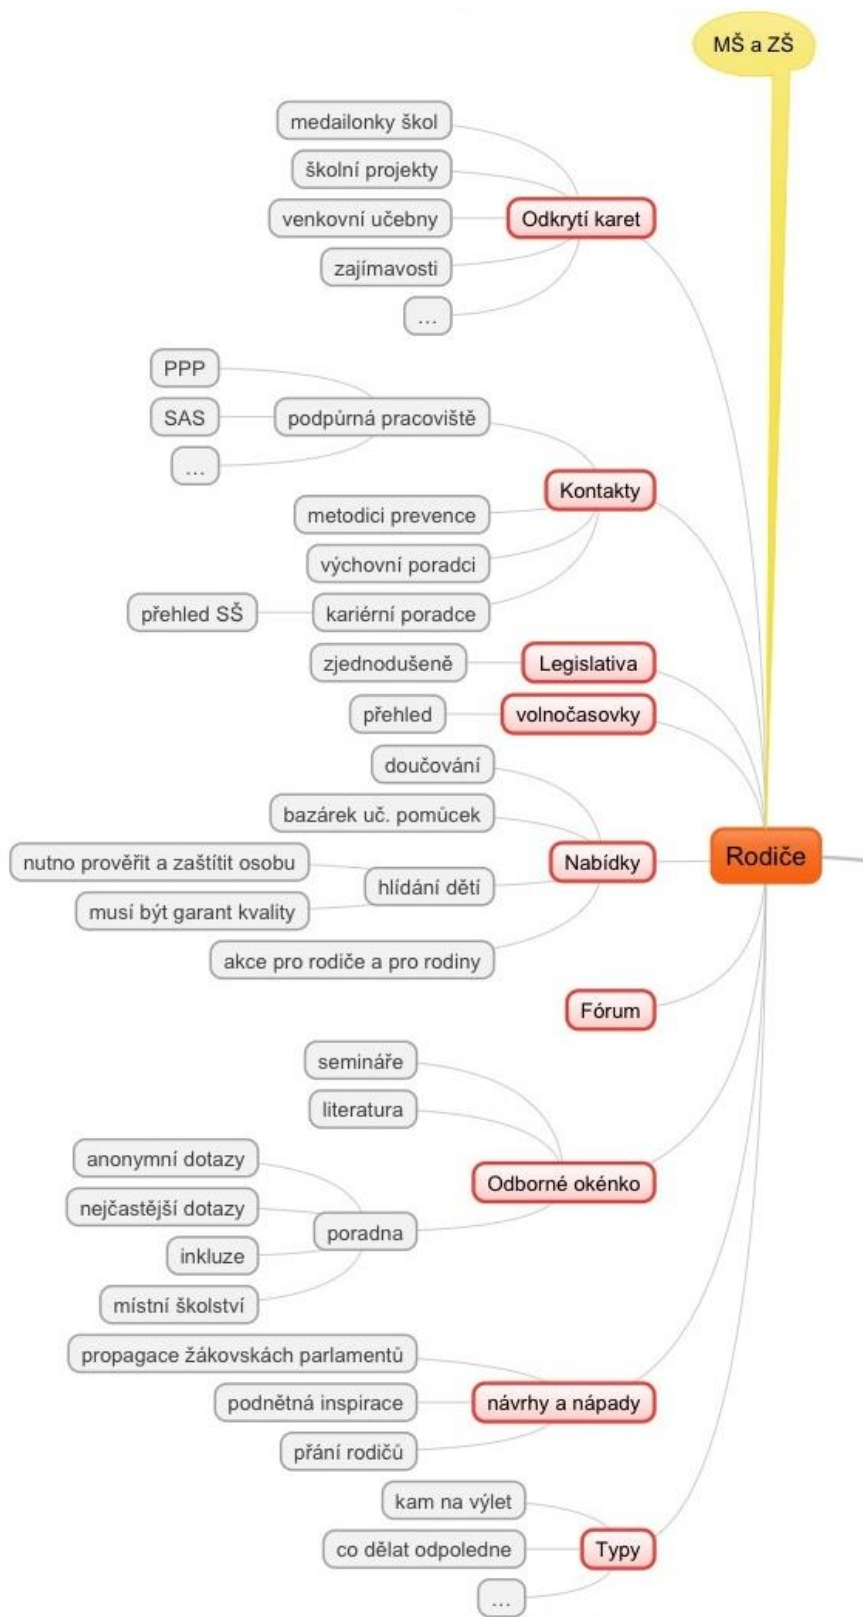 MŠ a ZŠ
medailonky škol
školní projekty
venkovní učebny
zajímavosti
...
Odkrytí karet
PPP
SAS
...
podpůrná pracoviště
metodici prevence
výchovní poradci
přehled SŠ
kariérní poradce
Kontakty
zjednodušeně
Legislativa
přehled
volnočasovky
doučování
bazárek uč. pomůcek
nutno prověřit a zaštítit osobu
musí být garant kvality
hlídání dětí
akce pro rodiče a pro rodiny
Nabídky
Rodiče
Fórum
semináře
literatura
anonymní dotazy
nejčastější dotazy
inkluze
místní školství
poradna
Odborné okénko
propagace žákovskách parlamentů
podnětná inspirace
přání rodičů
návrhy a nápady
kam na výlet
co dělat odpoledne
...
Typy